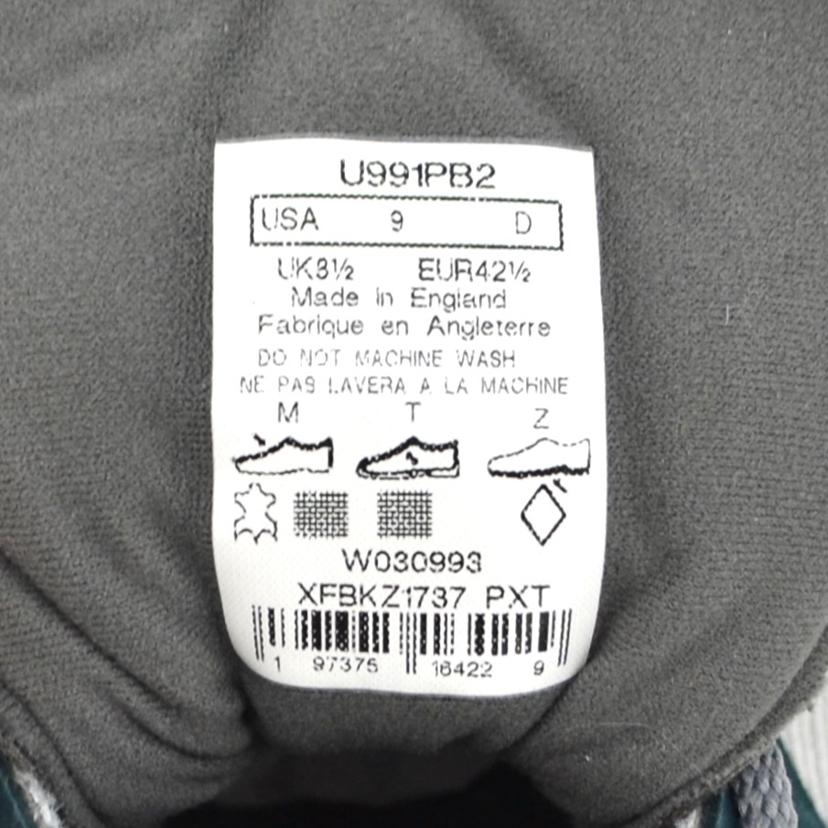 U991PB2
USA 9 D
UK8½ EUR42½
Made in England
Fabrique en Angleterre
DO NOT MACHINE WASH
NE PAS LAVERA A LA MACHINE
M T Z
W030993
XFBKZ1737 PXT
1 97375 16422 9